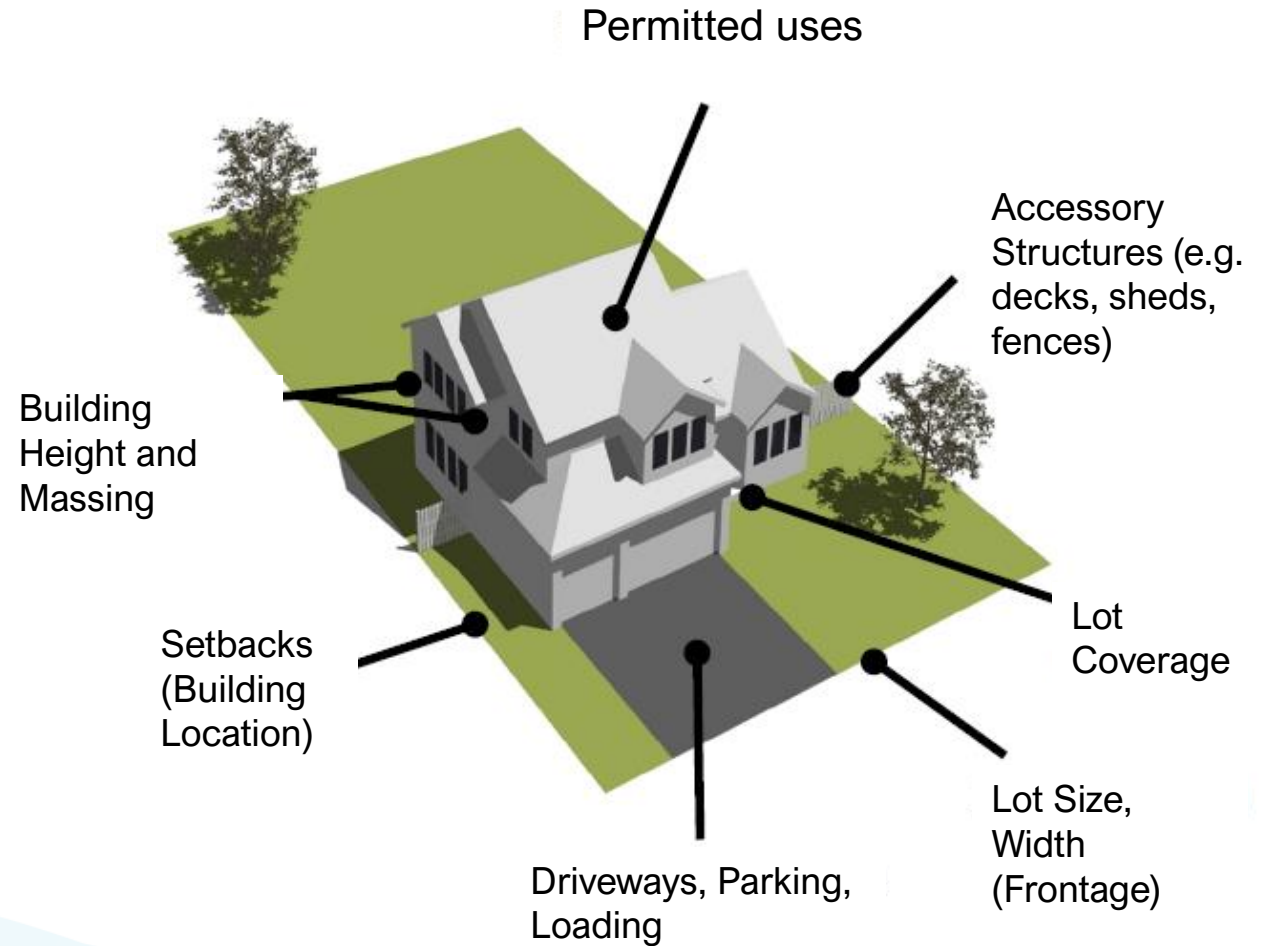 Permitted uses
Accessory
Structures (e.g.
decks, sheds,
fences)
Building
Height and
Massing
Setbacks
(Building
Location)
Lot
Coverage
Lot Size,
Width
(Frontage)
Driveways, Parking,
Loading